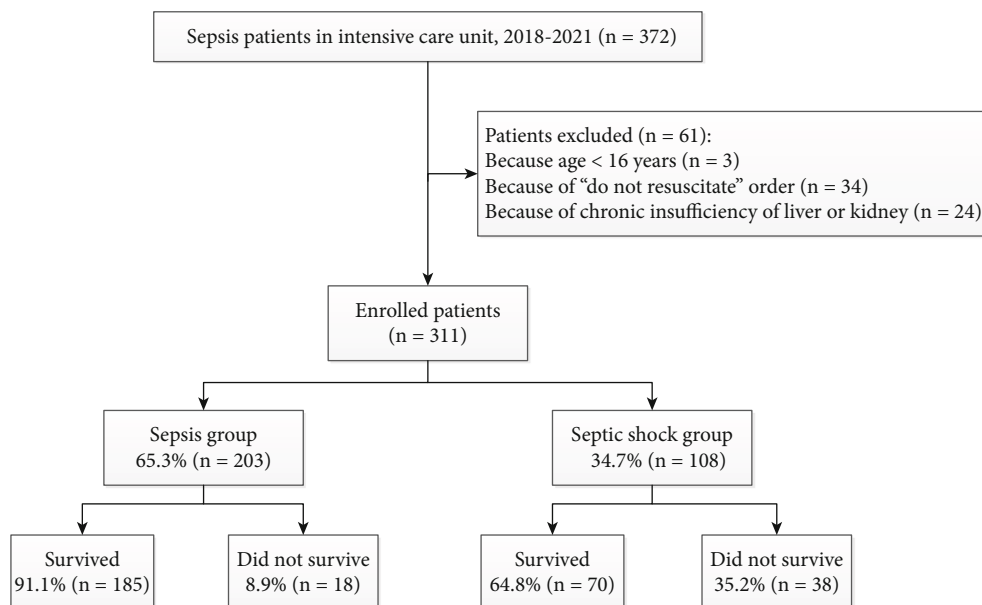 Sepsis patients in intensive care unit, 2018-2021 (n = 372)
Patients excluded (n = 61):
Because age < 16 years (n = 3)
Because of “do not resuscitate” order (n = 34)
Because of chronic insufficiency of liver or kidney (n = 24)
Enrolled patients
(n = 311)
Sepsis group
65.3% (n = 203)
Septic shock group
34.7% (n = 108)
Survived
91.1% (n = 185)
Did not survive
8.9% (n = 18)
Survived
64.8% (n = 70)
Did not survive
35.2% (n = 38)